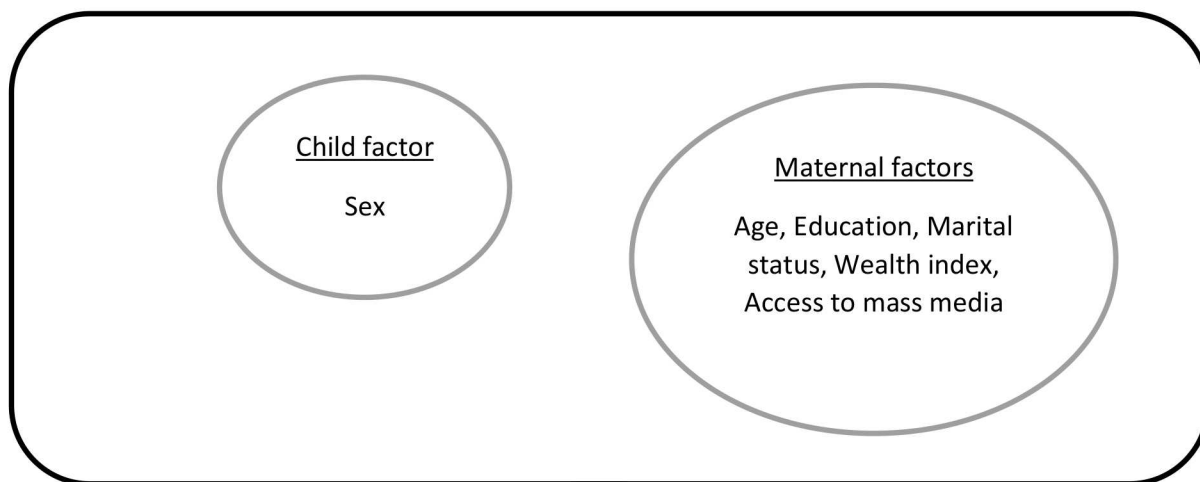 Child factor
Sex
Maternal factors
Age, Education, Marital
status, Wealth index,
Access to mass media